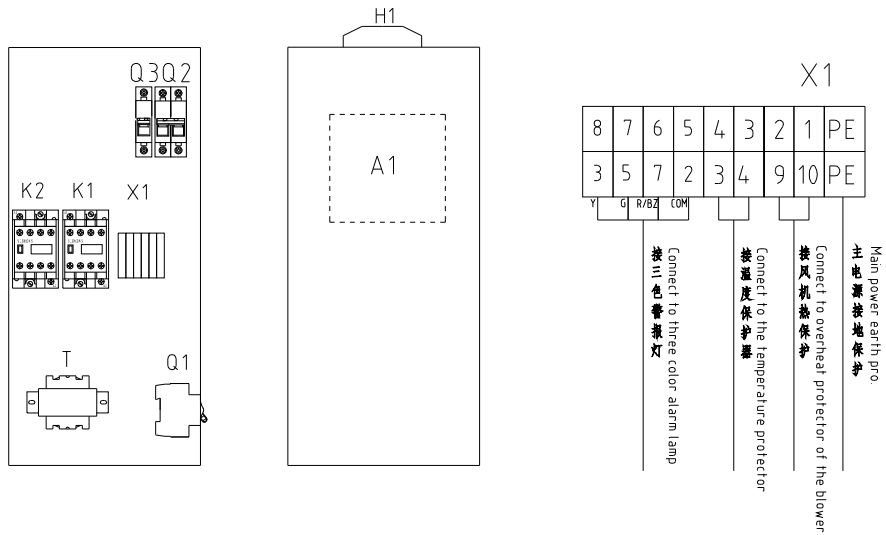 H1
Q3 Q2
K2 K1 X1
T
Q1
A1
X1
8 7 6 5 4 3 2 1 PE
3 5 7 2 3 4 9 10 PE
Y G R/BZ COM
接三色警报灯
Connect to three color alarm lamp
接温度保护器
Connect to the temperature protector
接风机热保护
Connect to overheat protector of the blower
主电源接地保护
Main power earth pro.